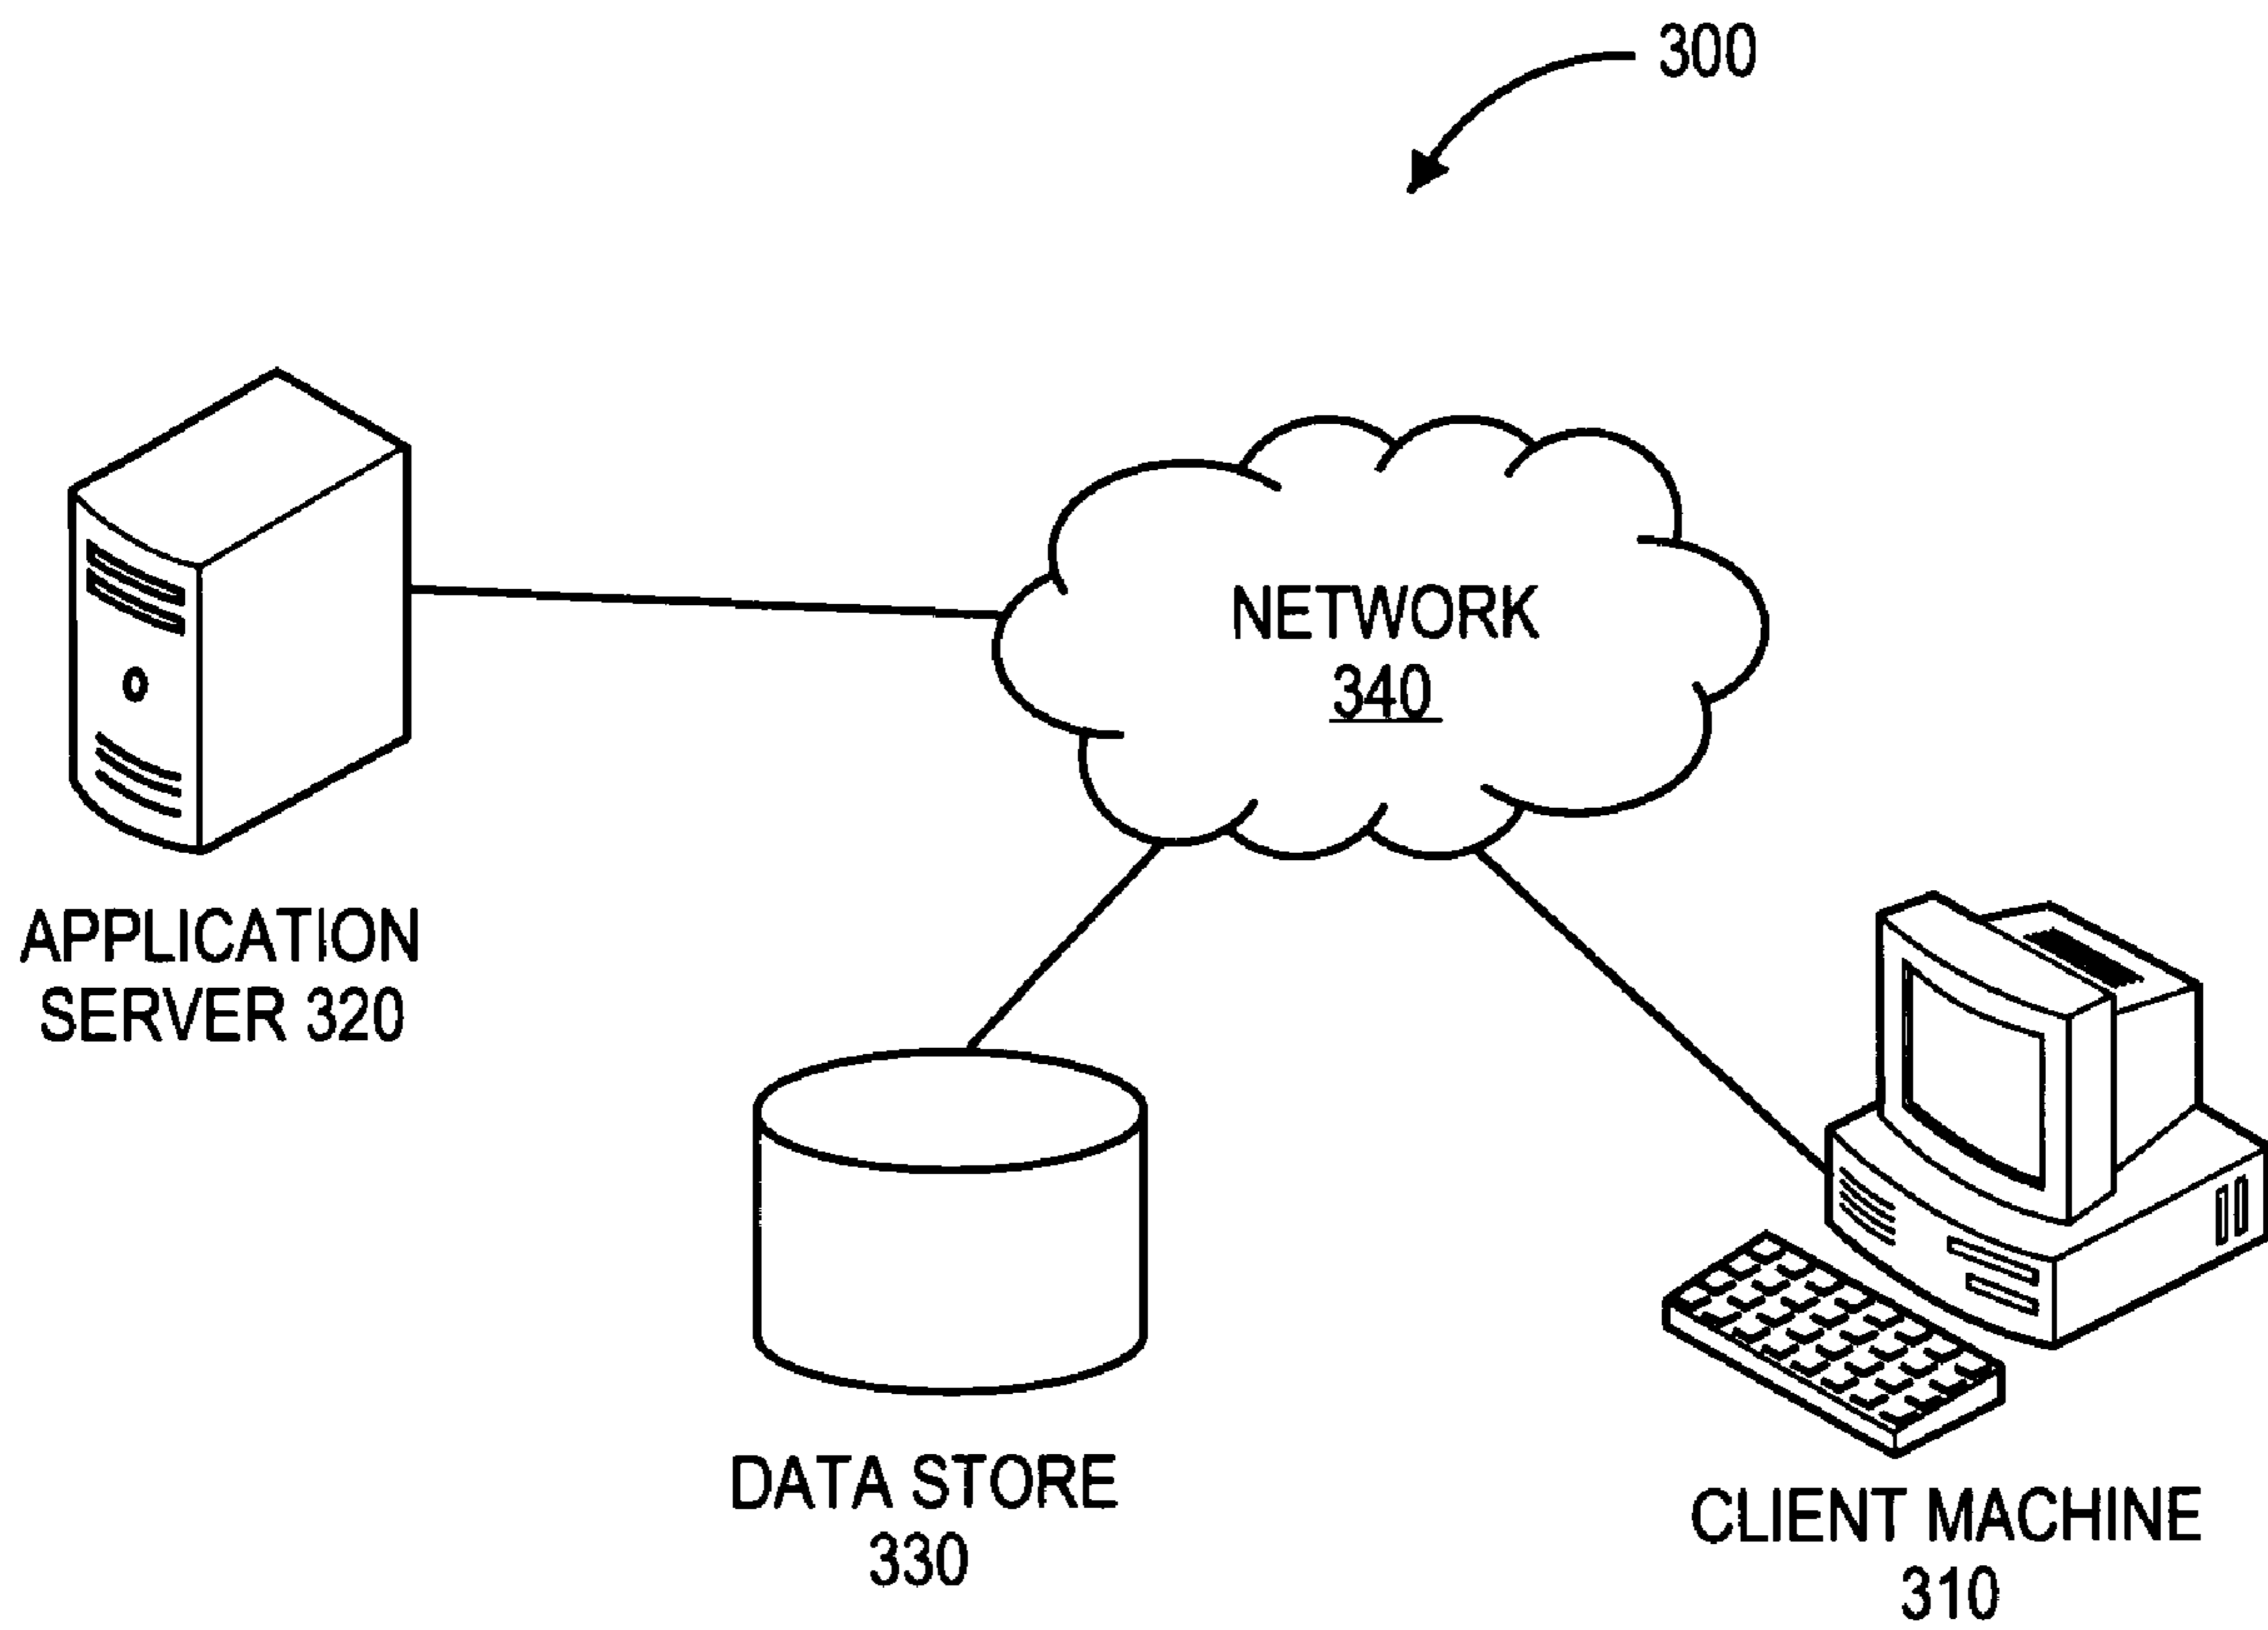 300
NETWORK
340
APPLICATION
SERVER 320
DATA STORE
330
CLIENT MACHINE
310